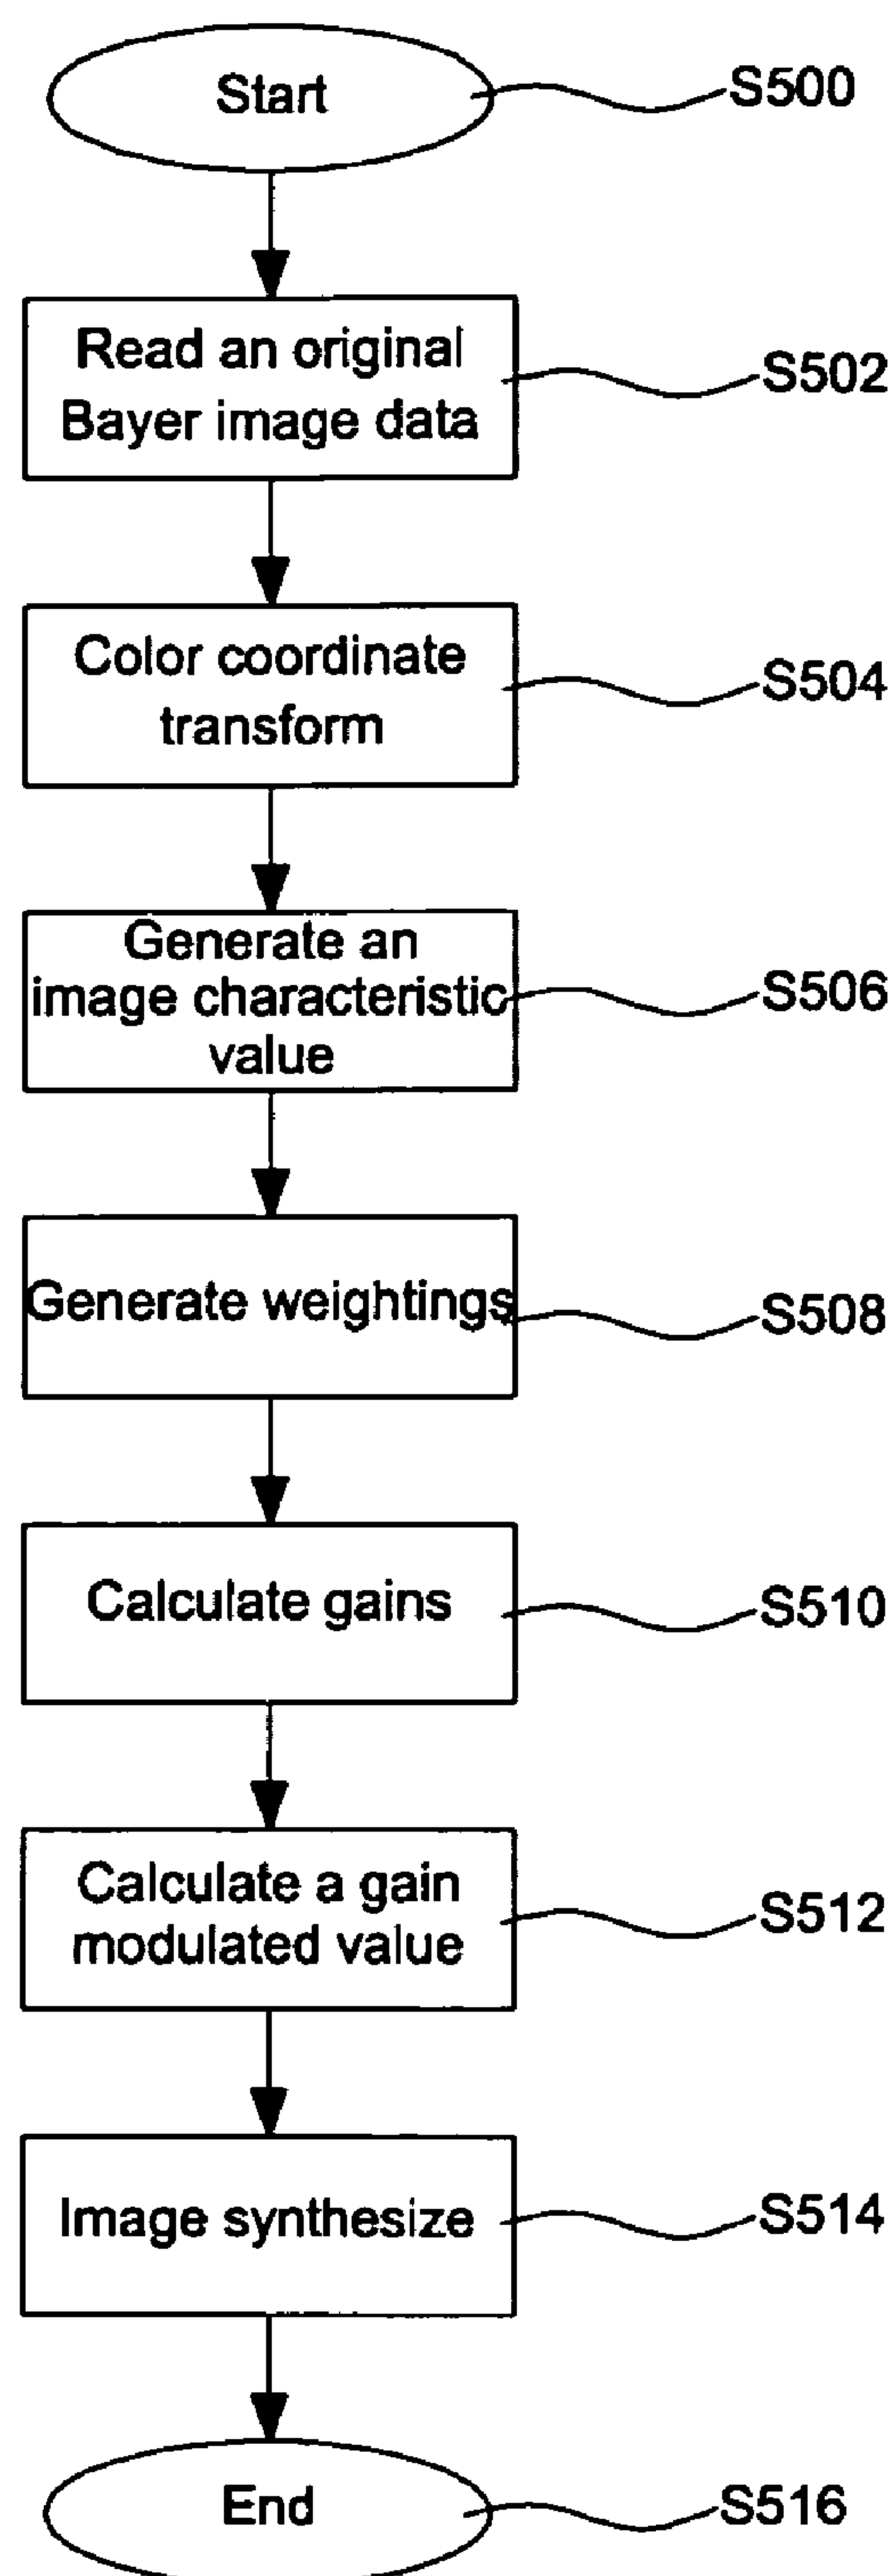 Start
S500
Read an original
Bayer image data
S502
Color coordinate
transform
S504
Generate an
image characteristic
value
S506
Generate weightings
S508
Calculate gains
S510
Calculate a gain
modulated value
S512
Image synthesize
S514
End
S516